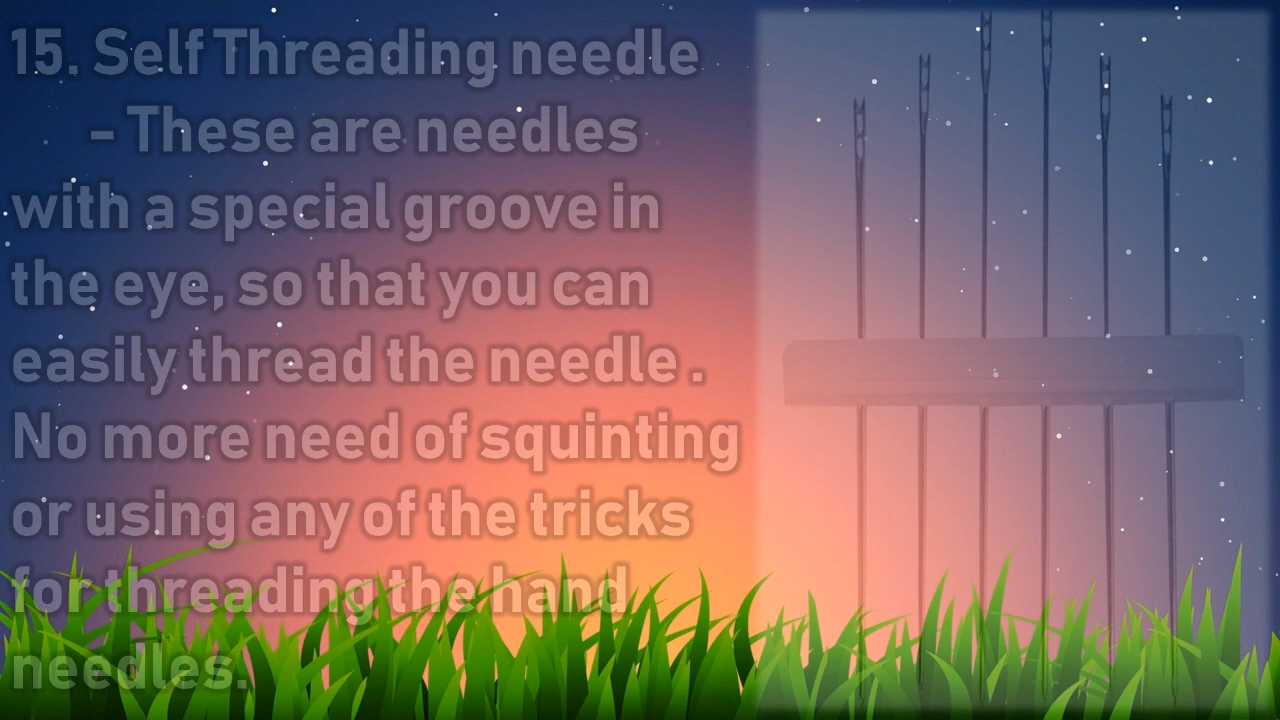 15. Self Threading needle
- These are needles
with a special groove in
the eye, so that you can
easily thread the needle .
No more need of squinting
or using any of the tricks
for threading the hand
needles.